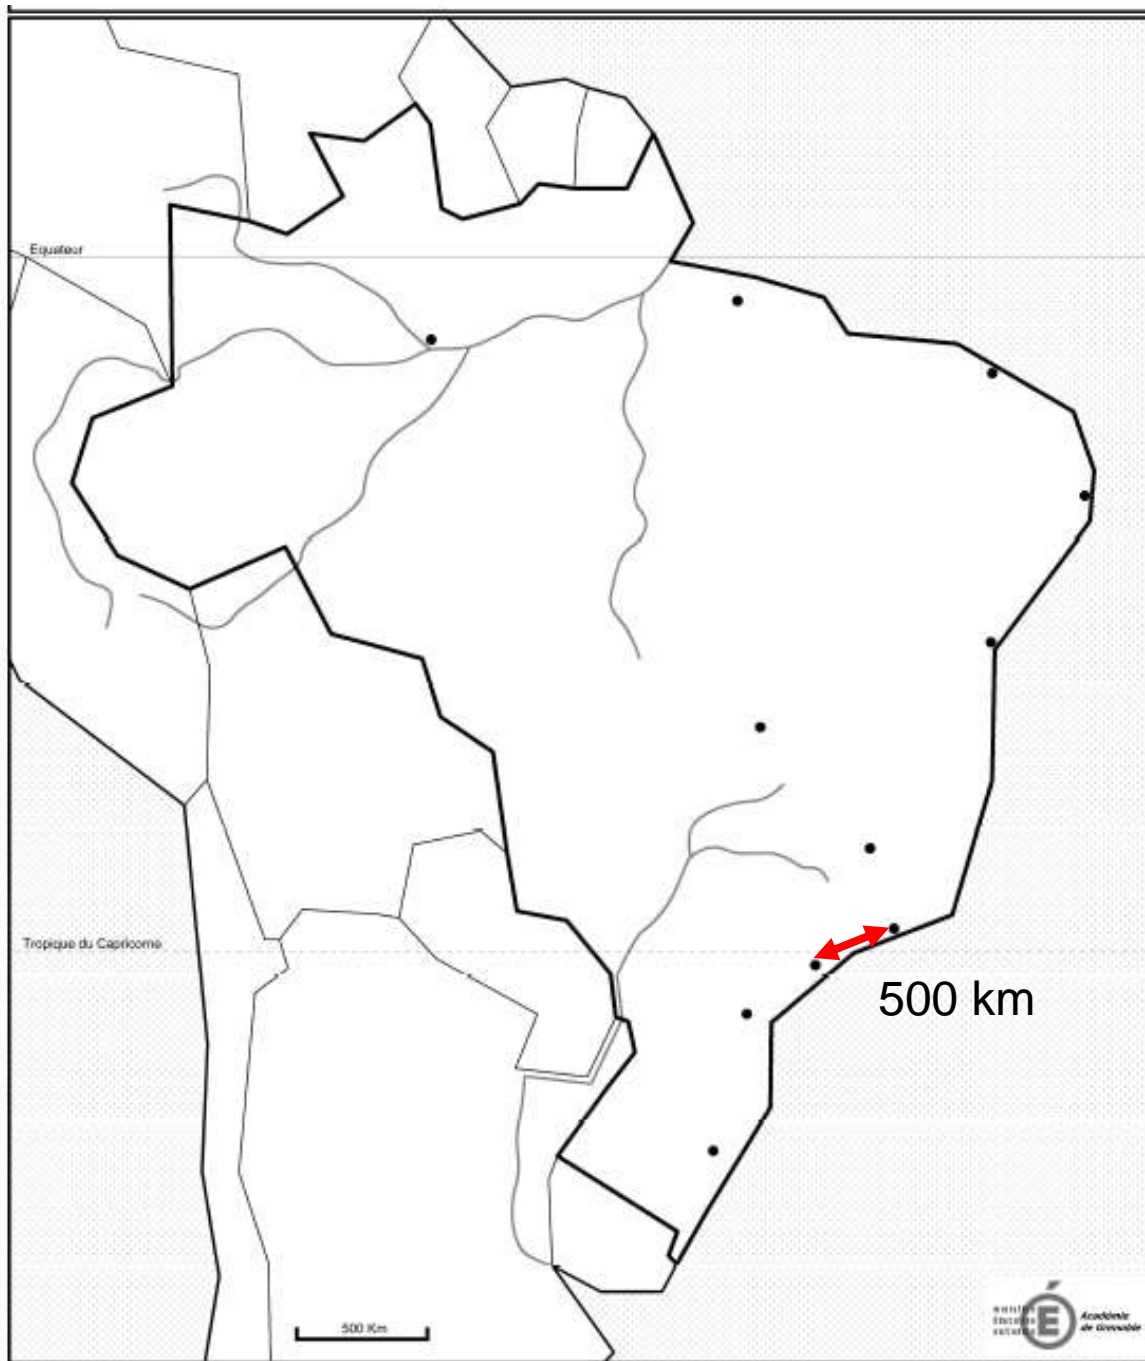 Equateur
Tropique du Capricorne
500 km
500 Km
Académie
de Grenoble